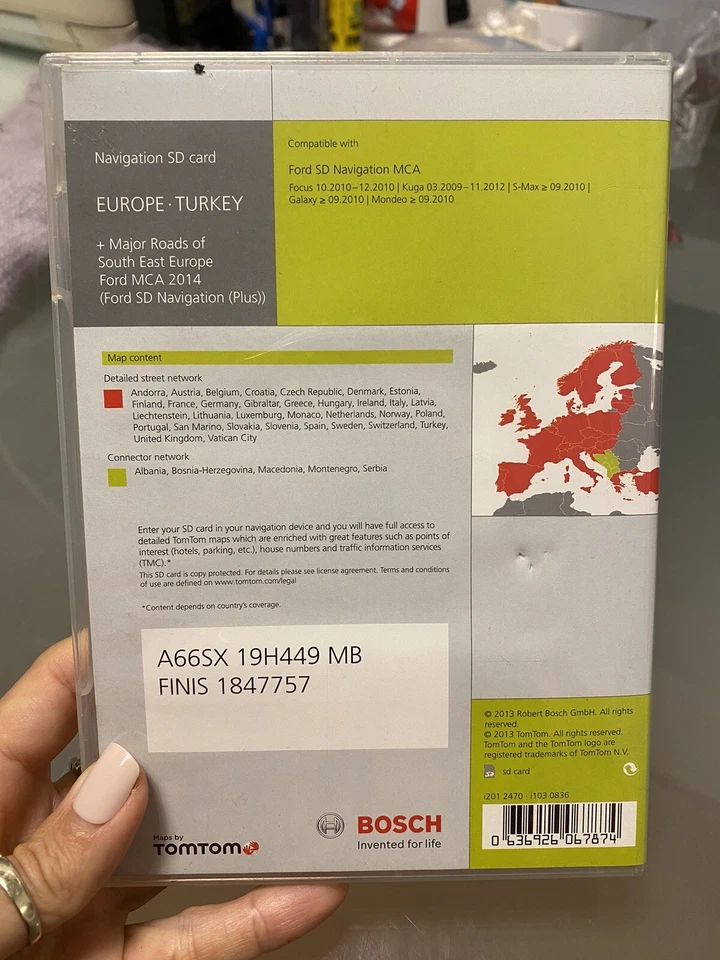 Navigation SD card
EUROPE · TURKEY
+ Major Roads of
South East Europe
Ford MCA 2014
(Ford SD Navigation (Plus))
Compatible with
Ford SD Navigation MCA
Focus 10.2010–12.2010 | Kuga 03.2009–11.2012 | S-Max ≥ 09.2010 |
Galaxy ≥ 09.2010 | Mondeo ≥ 09.2010
Map content
Detailed street network
Andorra, Austria, Belgium, Croatia, Czech Republic, Denmark, Estonia,
Finland, France, Germany, Gibraltar, Greece, Hungary, Ireland, Italy, Latvia,
Liechtenstein, Lithuania, Luxemburg, Monaco, Netherlands, Norway, Poland,
Portugal, San Marino, Slovakia, Slovenia, Spain, Sweden, Switzerland, Turkey,
United Kingdom, Vatican City
Connector network
Albania, Bosnia-Herzegovina, Macedonia, Montenegro, Serbia
Enter your SD card in your navigation device and you will have full access to
detailed TomTom maps which are enriched with great features such as points of
interest (hotels, parking, etc.), house numbers and traffic information services
(TMC).*
This SD card is copy protected. For details please see license agreement. Terms and conditions
of use are defined on www.tomtom.com/legal
*Content depends on country's coverage.
A66SX 19H449 MB
FINIS 1847757
Maps by
TOMTOM
BOSCH
Invented for life
© 2013 Robert Bosch GmbH. All rights
reserved.
© 2013 TomTom. All rights reserved.
TomTom and the TomTom logo are
registered trademarks of TomTom N.V.
sd card
i201 2470 · i103 0836
0 636926 067874